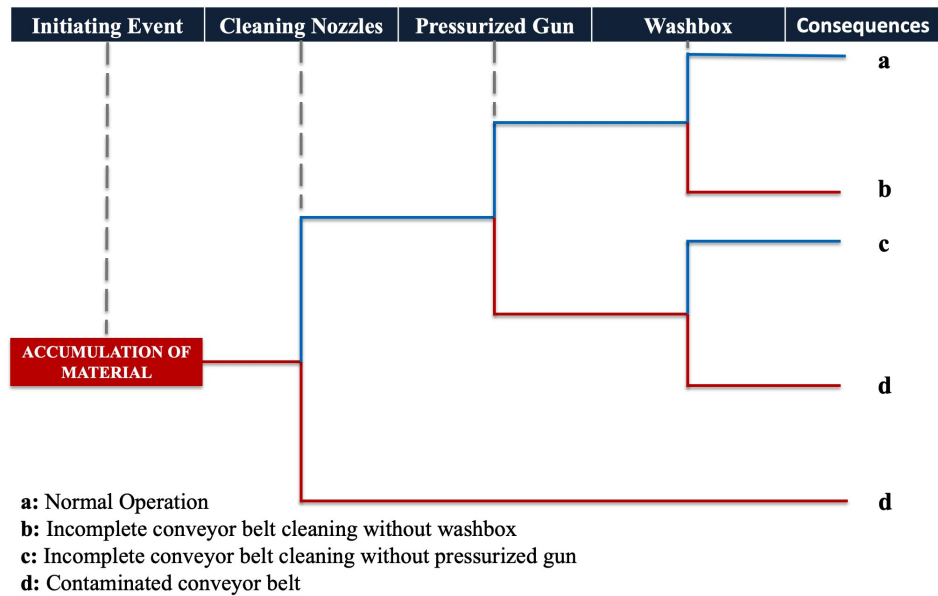 Initiating Event
Cleaning Nozzles
Pressurized Gun
Washbox
Consequences
a
b
c
ACCUMULATION OF
MATERIAL
d
d
a: Normal Operation
b: Incomplete conveyor belt cleaning without washbox
c: Incomplete conveyor belt cleaning without pressurized gun
d: Contaminated conveyor belt